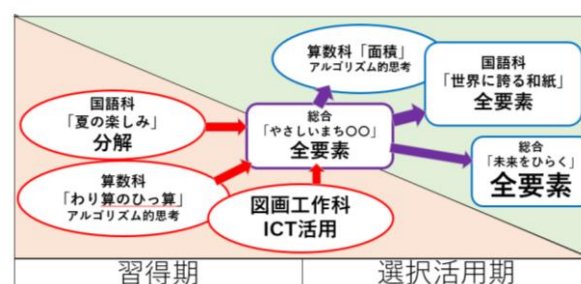 国語科
「夏の楽しみ」
分解
算数科
「わり算のひっ算」
アルゴリズム的思考
図画工作科
ICT活用
総合
「やさしいまち〇〇」
全要素
算数科「面積」
アルゴリズム的思考
国語科
「世界に誇る和紙」
全要素
総合
「未来をひらく」
全要素
習得期
選択活用期